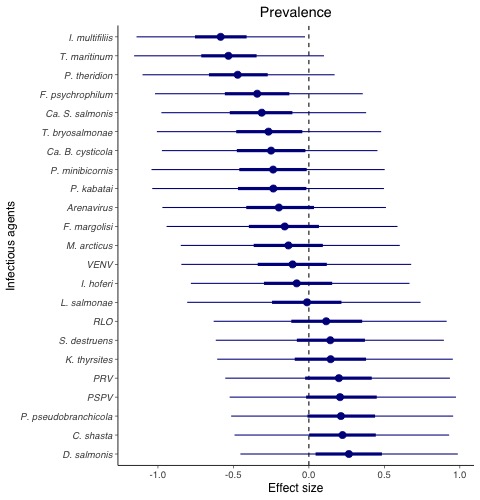 Prevalence
Infectious agents
I. multifiliis
T. maritinum
P. theridion
F. psychrophilum
Ca. S. salmonis
T. bryosalmonae
Ca. B. cysticola
P. minibicornis
P. kabatai
Arenavirus
F. margolisi
M. arcticus
VENV
I. hoferi
L. salmonae
RLO
S. destruens
K. thyrsites
PRV
PSPV
P. pseudobranchicola
C. shasta
D. salmonis
-1.0 -0.5 0.0 0.5 1.0
Effect size